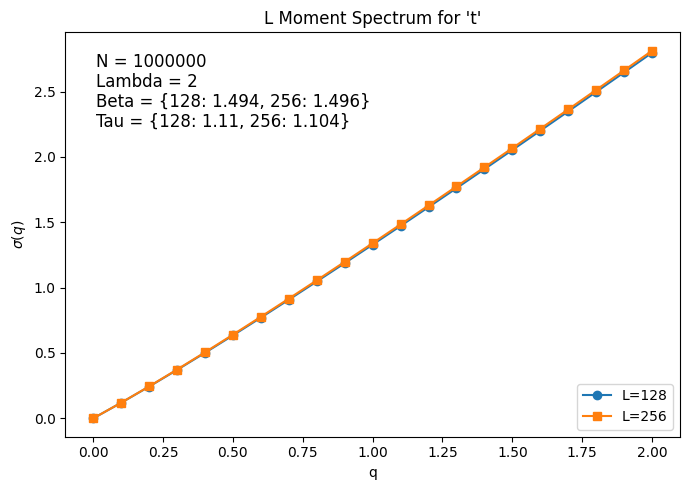 L Moment Spectrum for 't'
N = 1000000
Lambda = 2
Beta = {128: 1.494, 256: 1.496}
Tau = {128: 1.11, 256: 1.104}
σ(q)
2.5
2.0
1.5
1.0
0.5
0.0
L=128
L=256
0.00 0.25 0.50 0.75 1.00 1.25 1.50 1.75 2.00
q